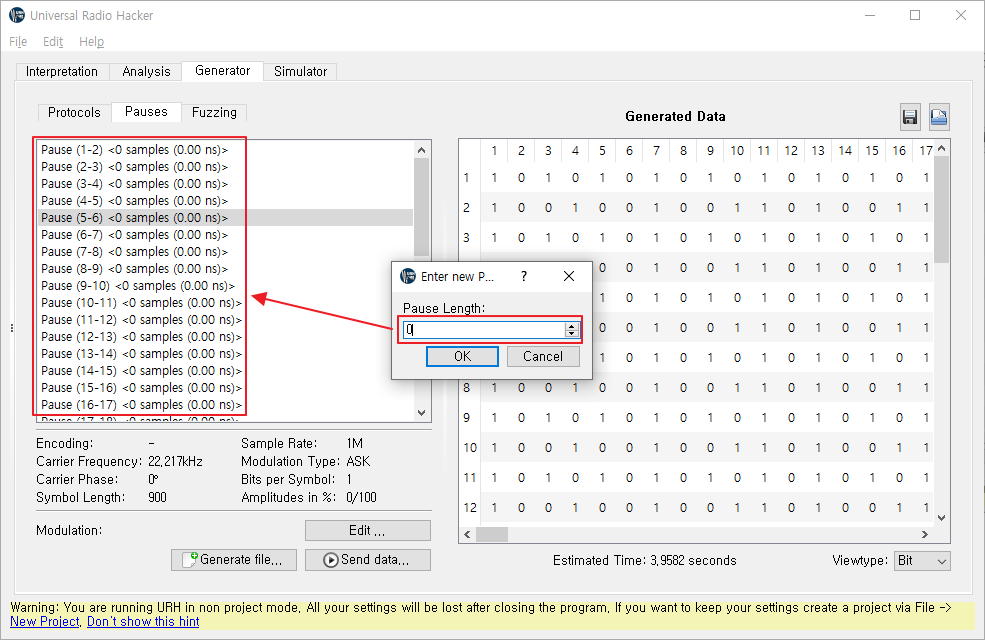 Universal Radio Hacker
File Edit Help
Interpretation Analysis Generator Simulator
Protocols Pauses Fuzzing
Pause (1-2) <0 samples (0.00 ns)>
Pause (2-3) <0 samples (0.00 ns)>
Pause (3-4) <0 samples (0.00 ns)>
Pause (4-5) <0 samples (0.00 ns)>
Pause (5-6) <0 samples (0.00 ns)>
Pause (6-7) <0 samples (0.00 ns)>
Pause (7-8) <0 samples (0.00 ns)>
Pause (8-9) <0 samples (0.00 ns)>
Pause (9-10) <0 samples (0.00 ns)>
Pause (10-11) <0 samples (0.00 ns)>
Pause (11-12) <0 samples (0.00 ns)>
Pause (12-13) <0 samples (0.00 ns)>
Pause (13-14) <0 samples (0.00 ns)>
Pause (14-15) <0 samples (0.00 ns)>
Pause (15-16) <0 samples (0.00 ns)>
Pause (16-17) <0 samples (0.00 ns)>
Encoding: -
Carrier Frequency: 22,217kHz
Carrier Phase: 0°
Symbol Length: 900
Sample Rate: 1M
Modulation Type: ASK
Bits per Symbol: 1
Amplitudes in %: 0/100
Modulation: Edit ...
Generate file... Send data...
Enter new P... ?
Pause Length:
0
OK Cancel
Generated Data
1 2 3 4 5 6 7 8 9 10 11 12 13 14 15 16 17
1 1 0 1 0 1 0 1 0 1 0 1 0 1 0 1 0 1
2 1 0 0 1 0 0 1 0 0 1 1 0 1 0 0 1 1
3 1 0 1 0 1 0 1 0 1 0 1 0 1 0 1 0 1
0 0 1 0 0 1 1 0 1 0 0 1 1
1 0 1 0 1 0 1 0 1 0 1 0 1
0 0 1 0 0 1 1 0 1 0 0 1 1
1 0 1 0 1 0 1 0 1 0 1 0 1
8 1 0 0 1 0 0 1 0 0 1 1 0 1 0 0 1 1
9 1 0 1 0 1 0 1 0 1 0 1 0 1 0 1 0 1
10 1 0 0 1 0 0 1 0 0 1 1 0 1 0 0 1 1
11 1 0 1 0 1 0 1 0 1 0 1 0 1 0 1 0 1
12 1 0 0 1 0 0 1 0 0 1 1 0 1 0 0 1 1
Estimated Time: 3,9582 seconds Viewtype: Bit
Warning: You are running URH in non project mode, All your settings will be lost after closing the program, If you want to keep your settings create a project via File ->
New Project, Don't show this hint